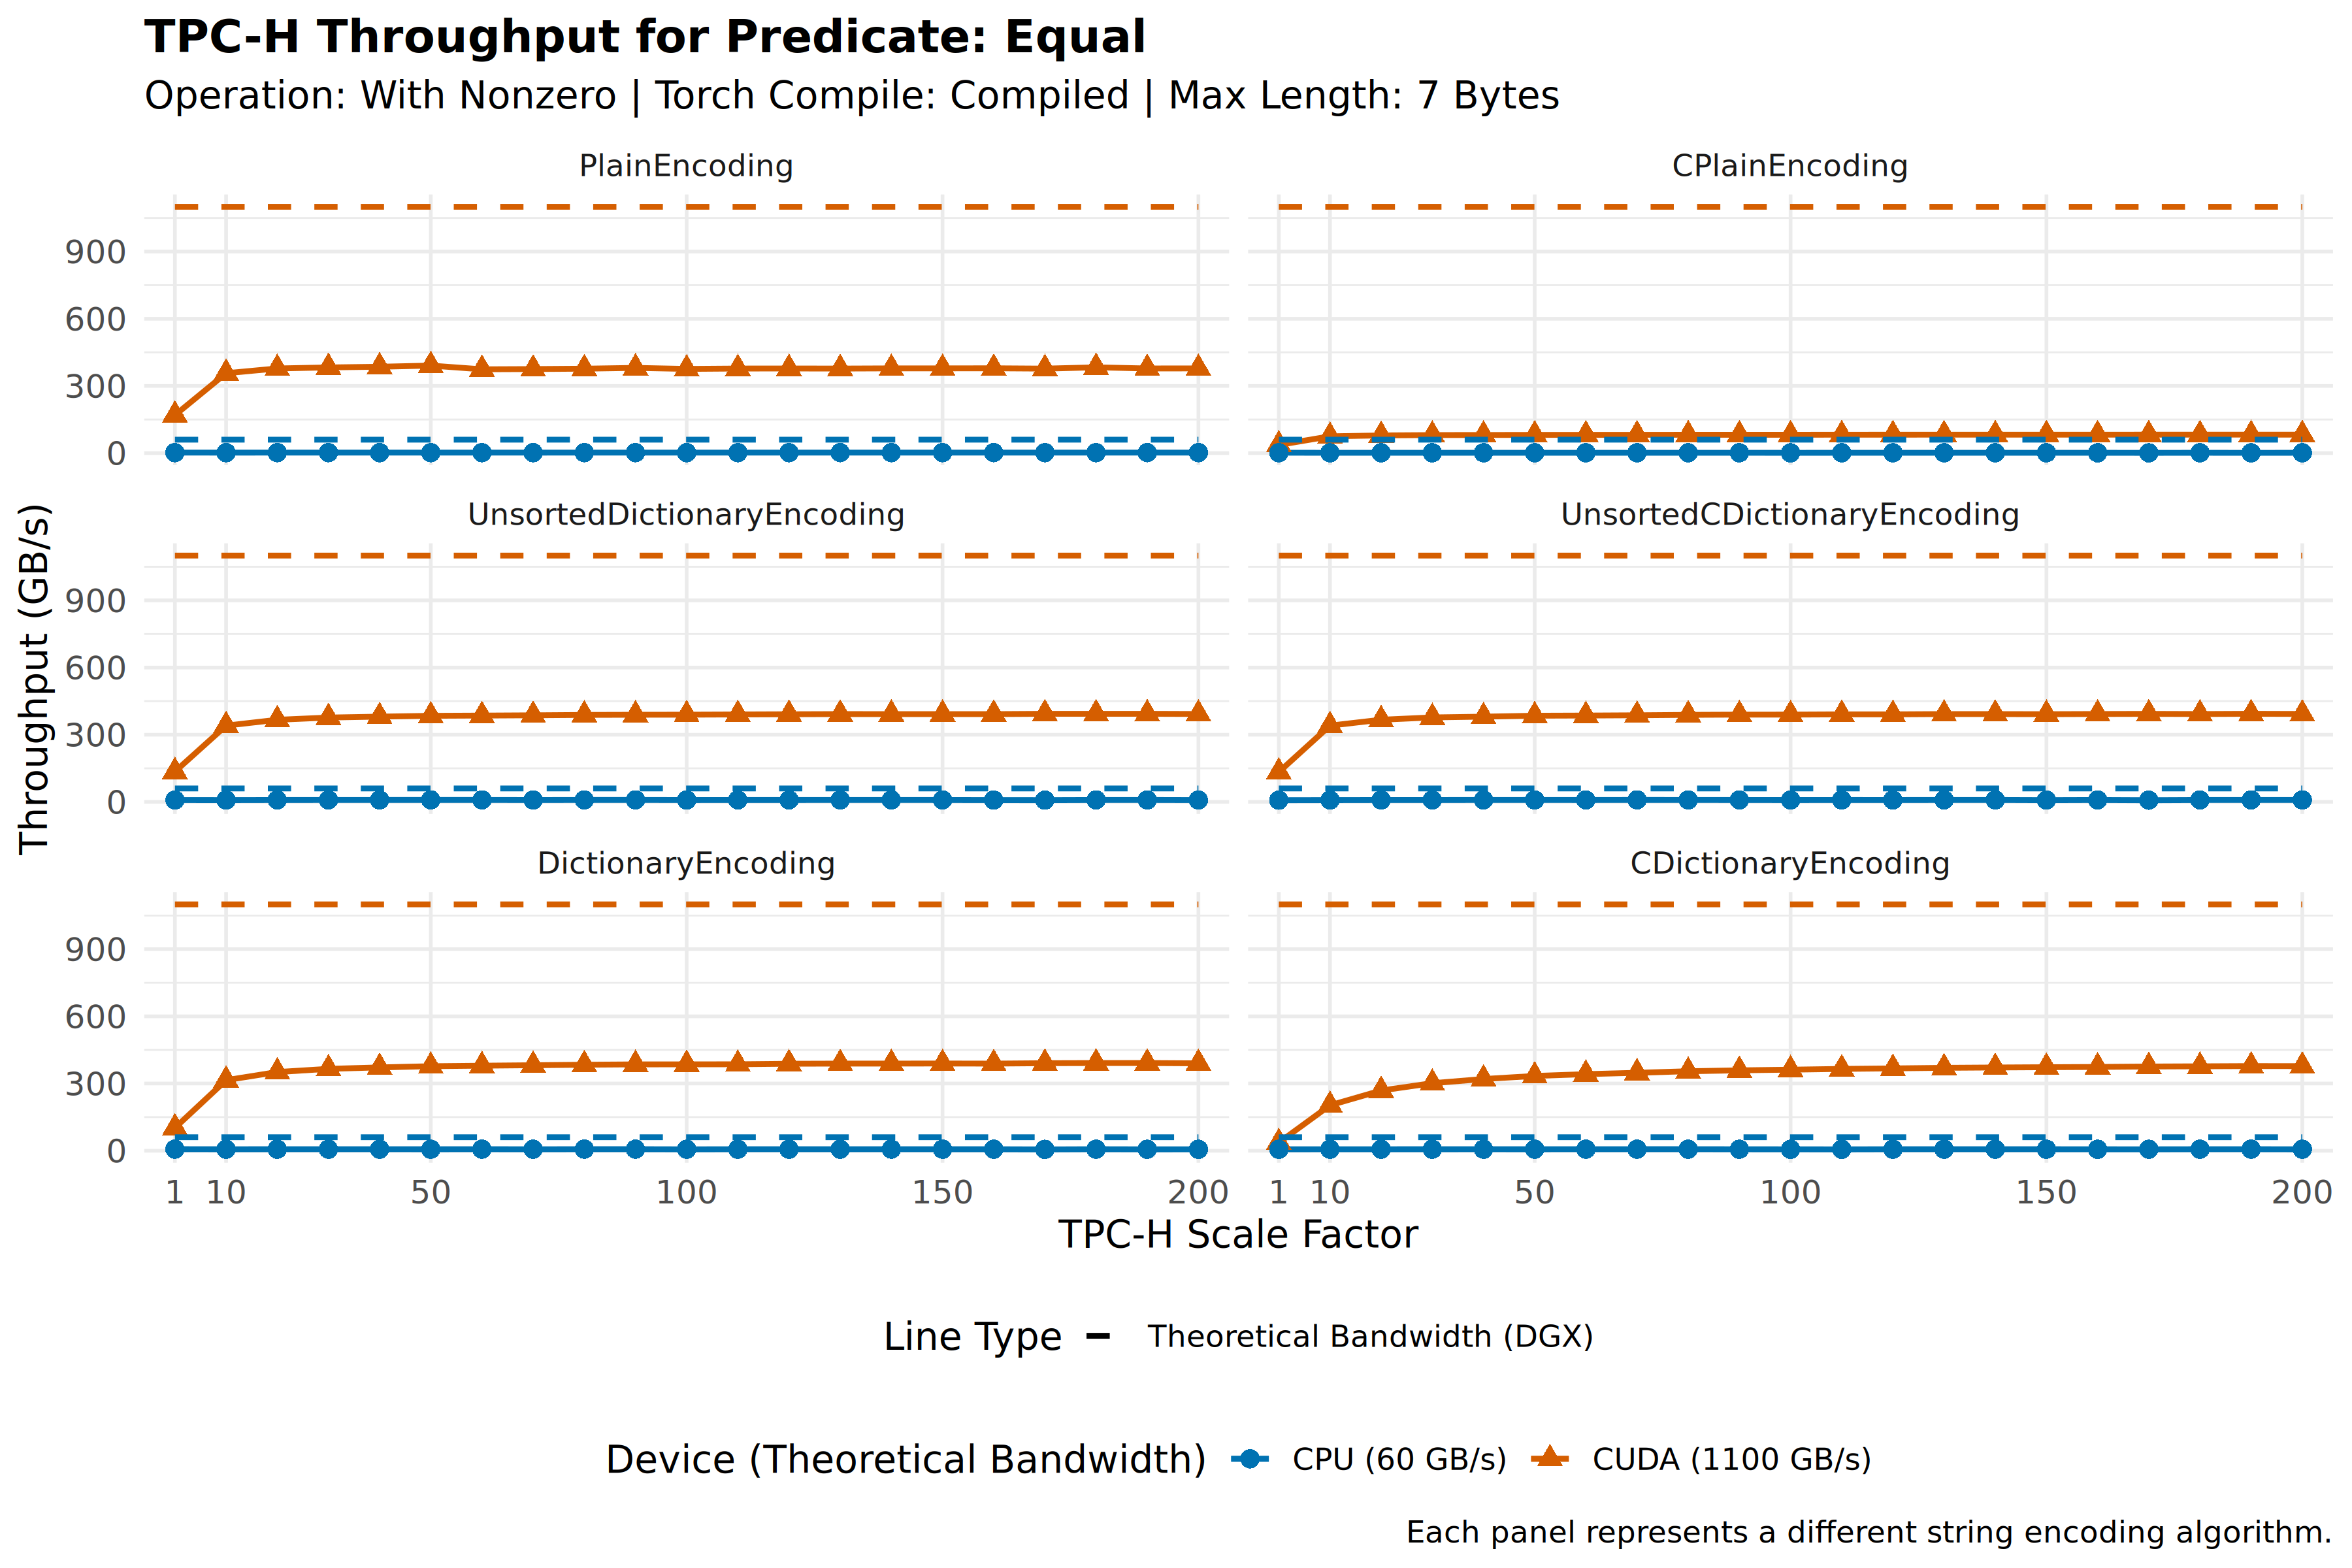 TPC-H Throughput for Predicate: Equal
Operation: With Nonzero | Torch Compile: Compiled | Max Length: 7 Bytes
PlainEncoding
CPlainEncoding
900
600
300
0
UnsortedDictionaryEncoding
UnsortedCDictionaryEncoding
900
600
300
0
Throughput (GB/s)
DictionaryEncoding
CDictionaryEncoding
900
600
300
0
1 10 50 100 150 200
1 10 50 100 150 200
TPC-H Scale Factor
Line Type Theoretical Bandwidth (DGX)
Device (Theoretical Bandwidth) CPU (60 GB/s) CUDA (1100 GB/s)
Each panel represents a different string encoding algorithm.